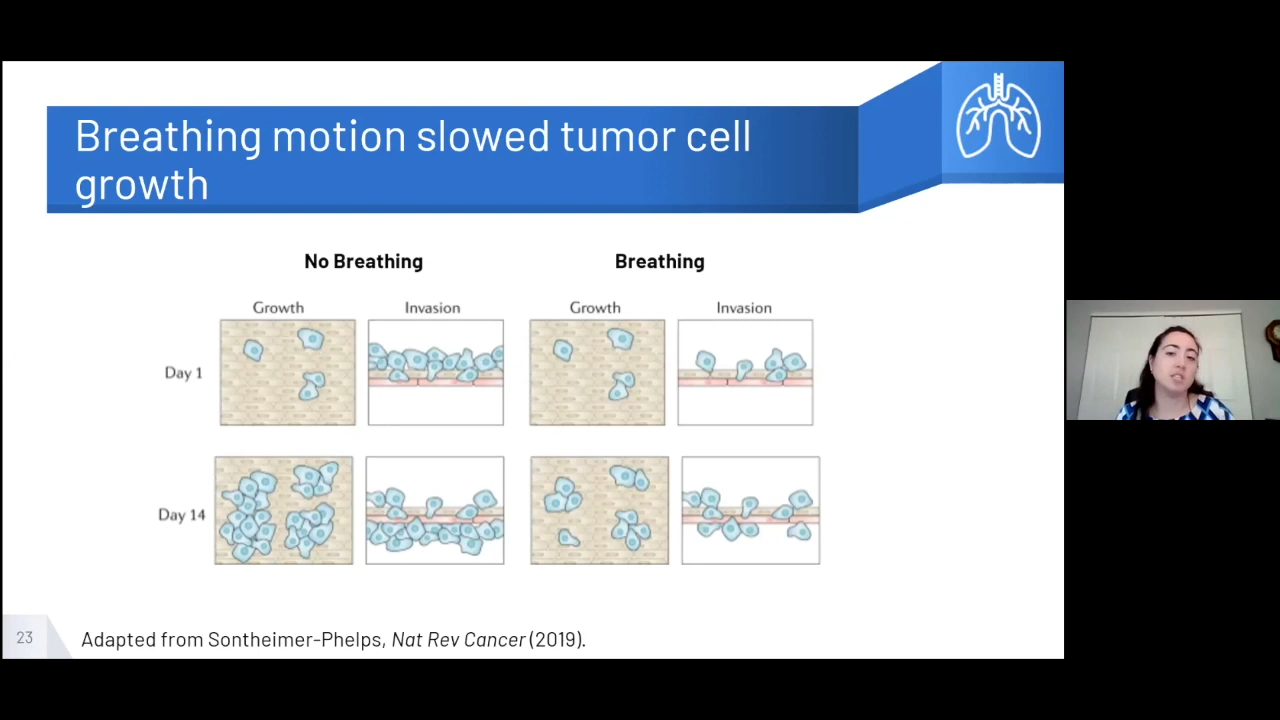 Breathing motion slowed tumor cell
growth
No Breathing
Breathing
Growth
Invasion
Growth
Invasion
Day 1
Day 14
23
Adapted from Sontheimer-Phelps, Nat Rev Cancer (2019).